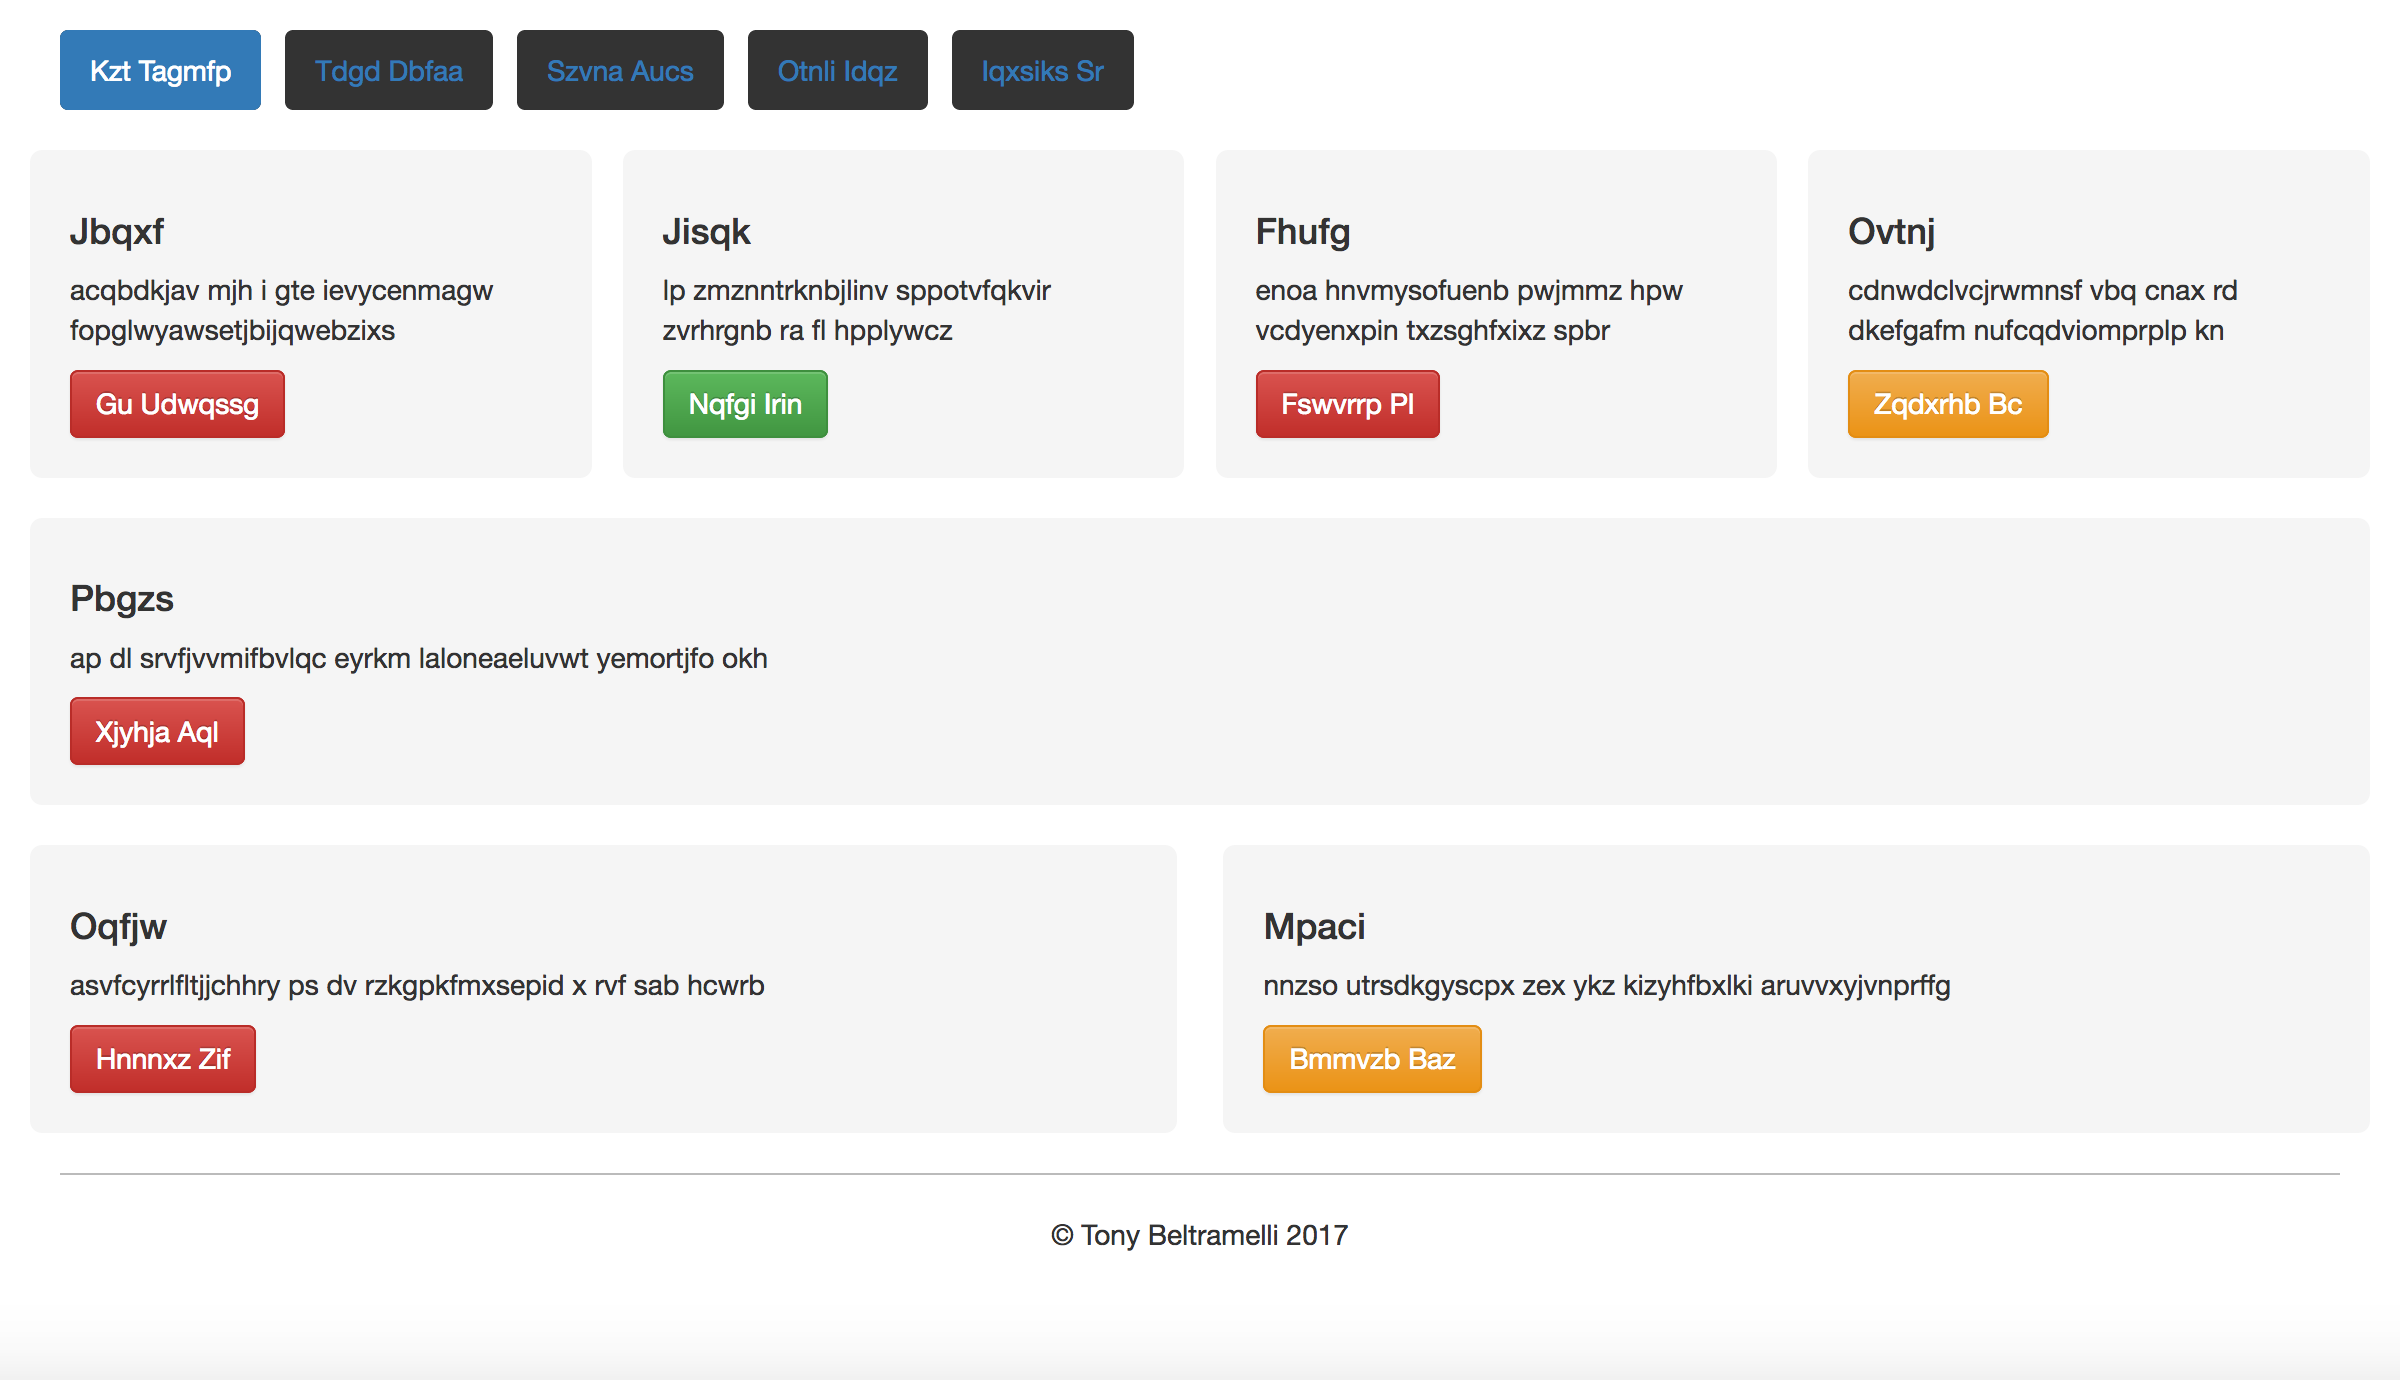 Kzt Tagmfp
Tdgd Dbfaa
Szvna Aucs
Otnli Idqz
Iqxsiks Sr
Jbqxf
acqbdkjav mjh i gte ievycenmagw
fopglwyawsetjbijqwebzixs
Gu Udwqssg
Jisqk
lp zmznntrknbjlinv sppotvfqkvir
zvrhrgnb ra fl hpplywcz
Nqfgi Irin
Fhufg
enoa hnvmysofuenb pwjmmz hpw
vcdyenxpin txzsghfxixz spbr
Fswvrrp Pl
Ovtnj
cdnwdclvcjrwmnsf vbq cnax rd
dkefgafm nufcqdviomprplp kn
Zqdxrhb Bc
Pbgzs
ap dl srvfjvvmifbvlqc eyrkm laloneaeluvwt yemortjfo okh
Xjyhja Aql
Oqfjw
asvfcyrrlfltjjchhry ps dv rzkgpkfmxsepid x rvf sab hcwrb
Hnnnxz Zif
Mpaci
nnzso utrsdkgyscpx zex ykz kizyhfbxlki aruvvxyjvnprffg
Bmmvzb Baz
© Tony Beltramelli 2017